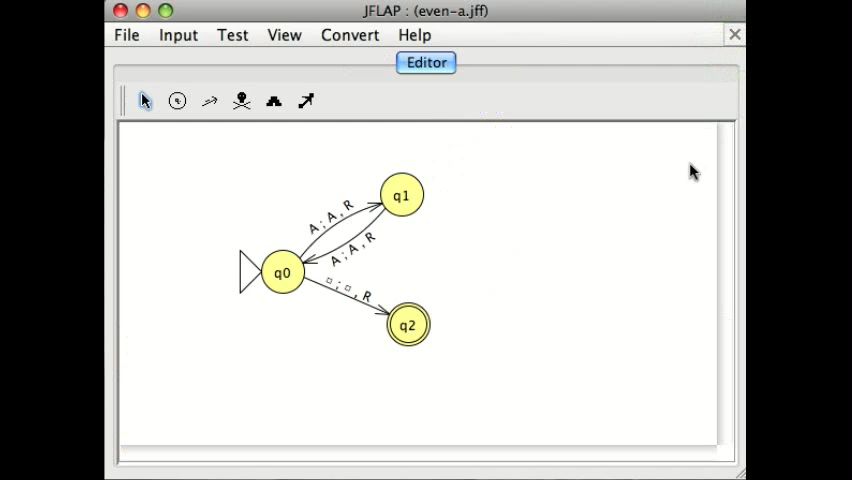 JFLAP : (even-a.jff)
File Input Test View Convert Help
Editor
q1
A ; A , R
A ; A , R
q0
□ ; □ , R
q2